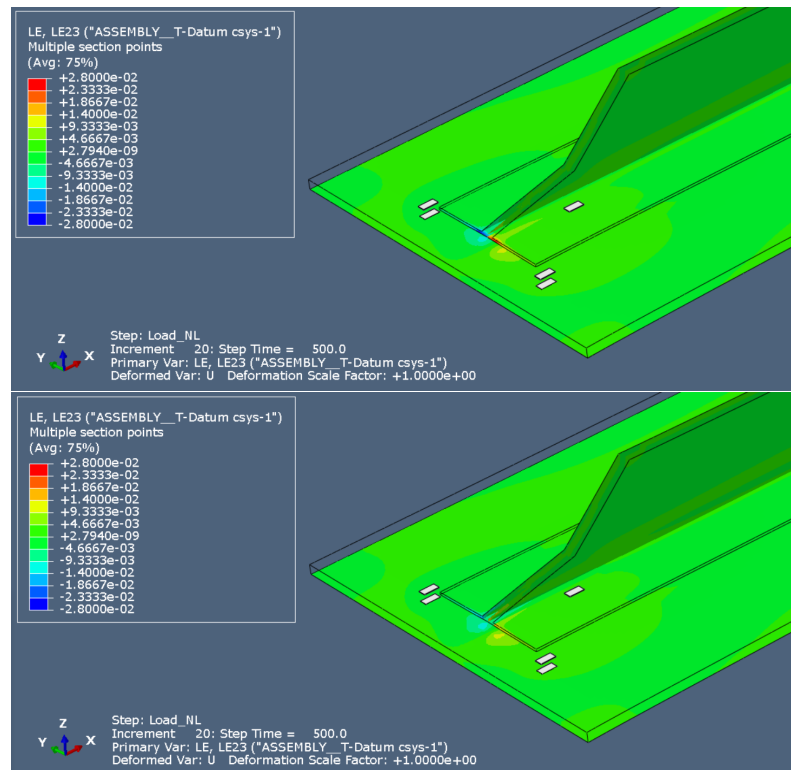 LE, LE23 ("ASSEMBLY__T-Datum csys-1")
Multiple section points
(Avg: 75%)
+2.8000e-02
+2.3333e-02
+1.8667e-02
+1.4000e-02
+9.3333e-03
+4.6667e-03
+2.7940e-09
-4.6667e-03
-9.3333e-03
-1.4000e-02
-1.8667e-02
-2.3333e-02
-2.8000e-02
Z
Y
X
Step: Load_NL
Increment 20: Step Time = 500.0
Primary Var: LE, LE23 ("ASSEMBLY__T-Datum csys-1")
Deformed Var: U Deformation Scale Factor: +1.0000e+00
LE, LE23 ("ASSEMBLY__T-Datum csys-1")
Multiple section points
(Avg: 75%)
+2.8000e-02
+2.3333e-02
+1.8667e-02
+1.4000e-02
+9.3333e-03
+4.6667e-03
+2.7940e-09
-4.6667e-03
-9.3333e-03
-1.4000e-02
-1.8667e-02
-2.3333e-02
-2.8000e-02
Z
Y
X
Step: Load_NL
Increment 20: Step Time = 500.0
Primary Var: LE, LE23 ("ASSEMBLY__T-Datum csys-1")
Deformed Var: U Deformation Scale Factor: +1.0000e+00